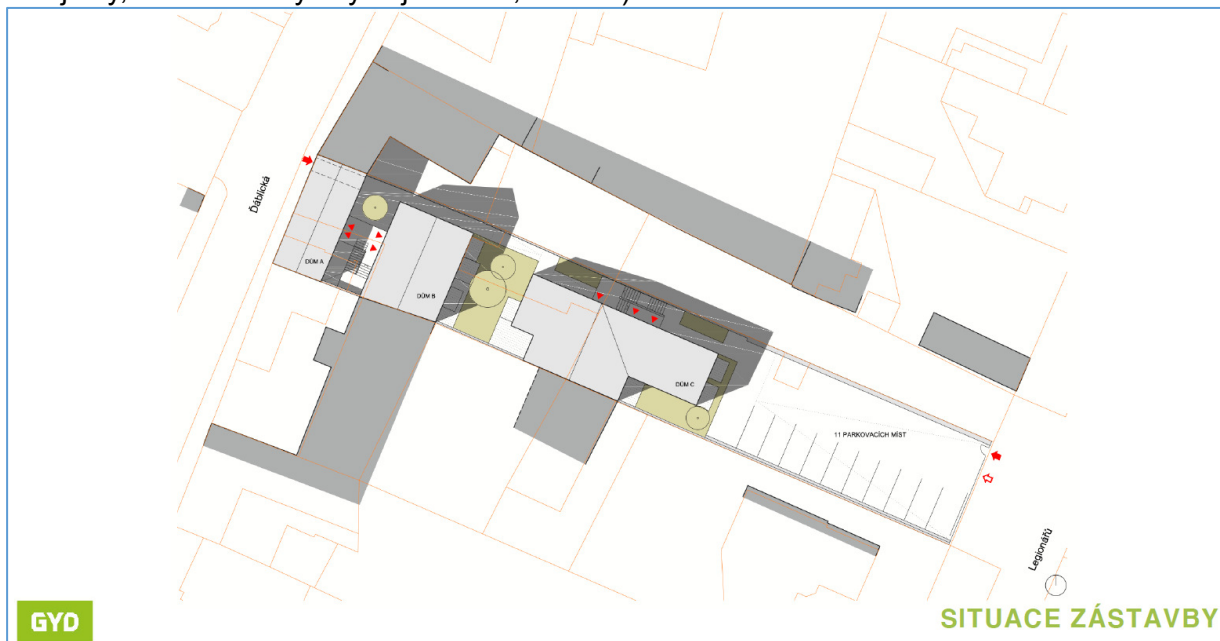 Ďáblická
DŮM A
DŮM B
DŮM C
11 PARKOVACÍCH MÍST
Legionářů
GYD
SITUACE ZÁSTAVBY